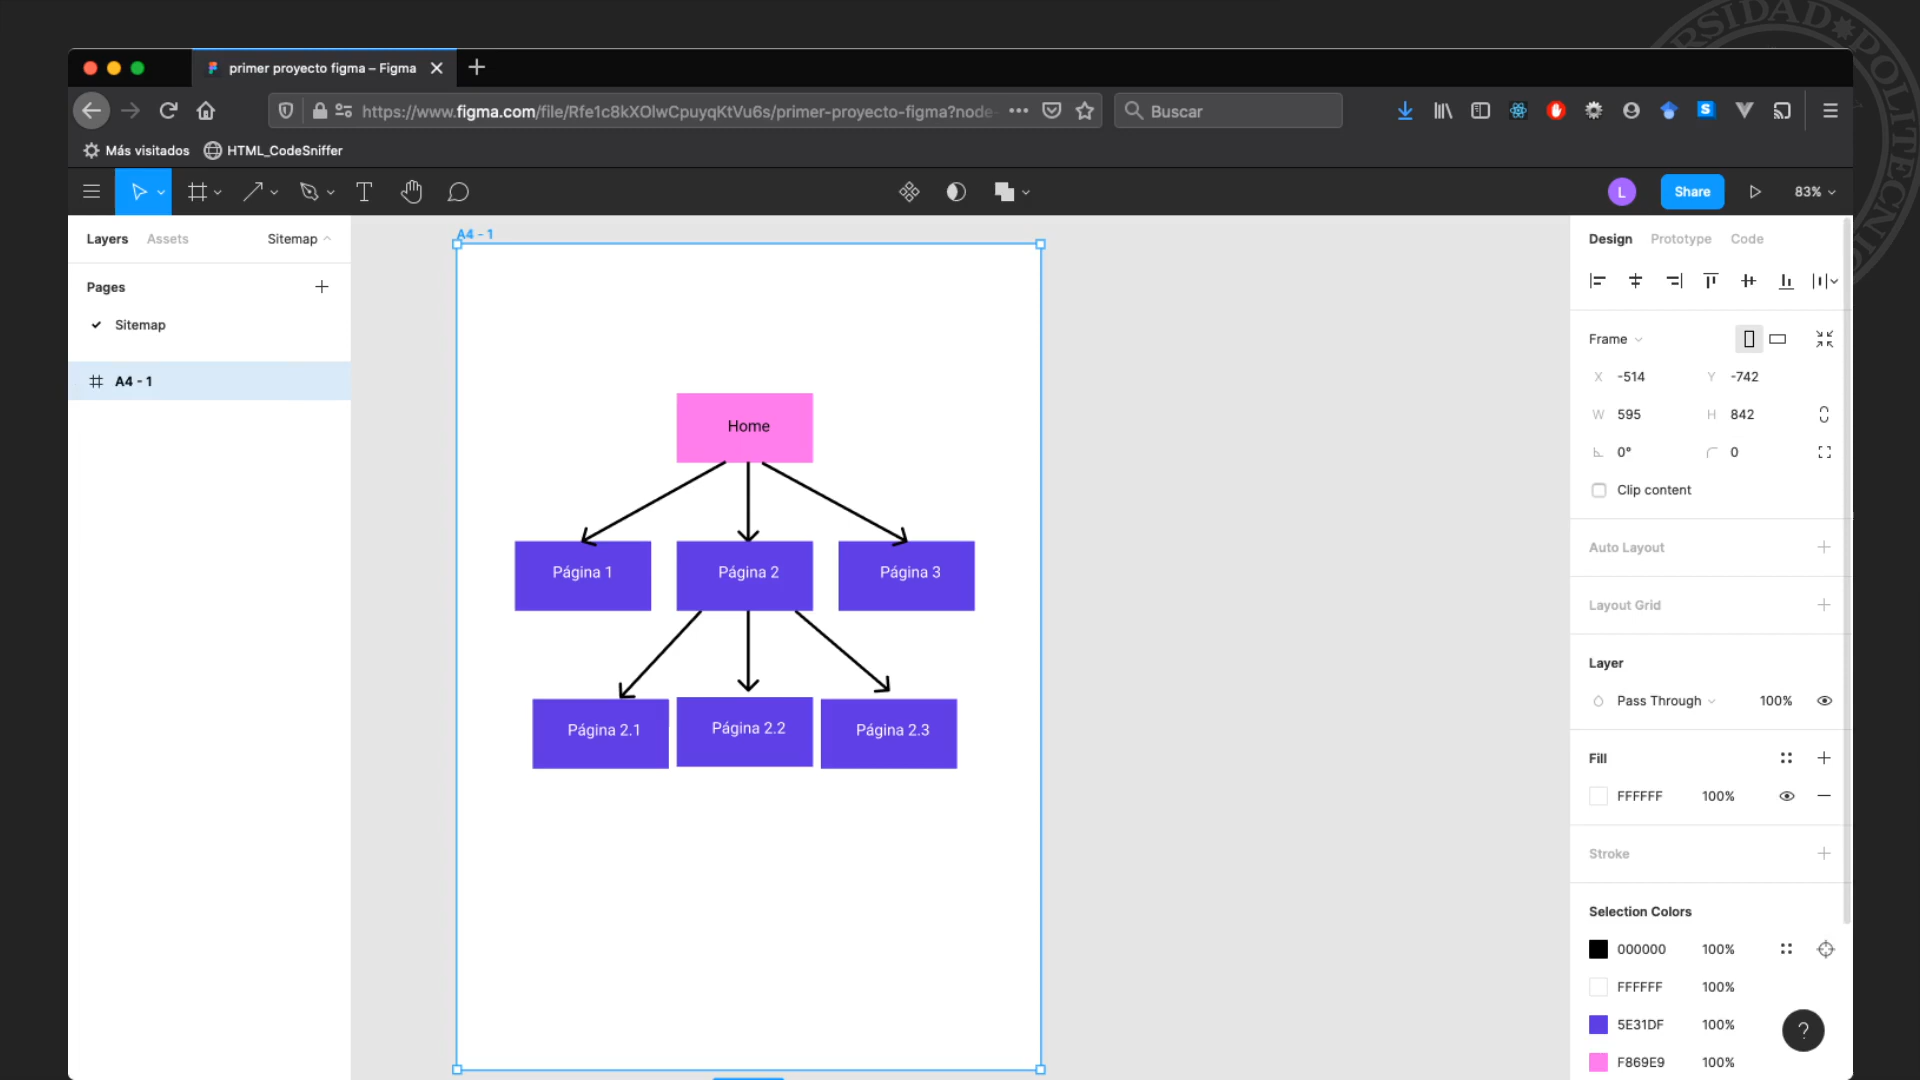 ERSIDAD POLITÉCNIC
primer proyecto figma – Figma
https://www.figma.com/file/Rfe1c8kXOlwCpuyqKtVu6s/primer-proyecto-figma?node-
Buscar
S
Más visitados
HTML_CodeSniffer
L
Share
83%
Layers
Assets
Sitemap
Pages
Sitemap
A4 - 1
A4 - 1
Home
Página 1
Página 2
Página 3
Página 2.1
Página 2.2
Página 2.3
Design
Prototype
Code
Frame
X -514
Y -742
W 595
H 842
0°
0
Clip content
Auto Layout
Layout Grid
Layer
Pass Through
100%
Fill
FFFFFF
100%
Stroke
Selection Colors
000000
100%
FFFFFF
100%
5E31DF
100%
F869E9
100%
?